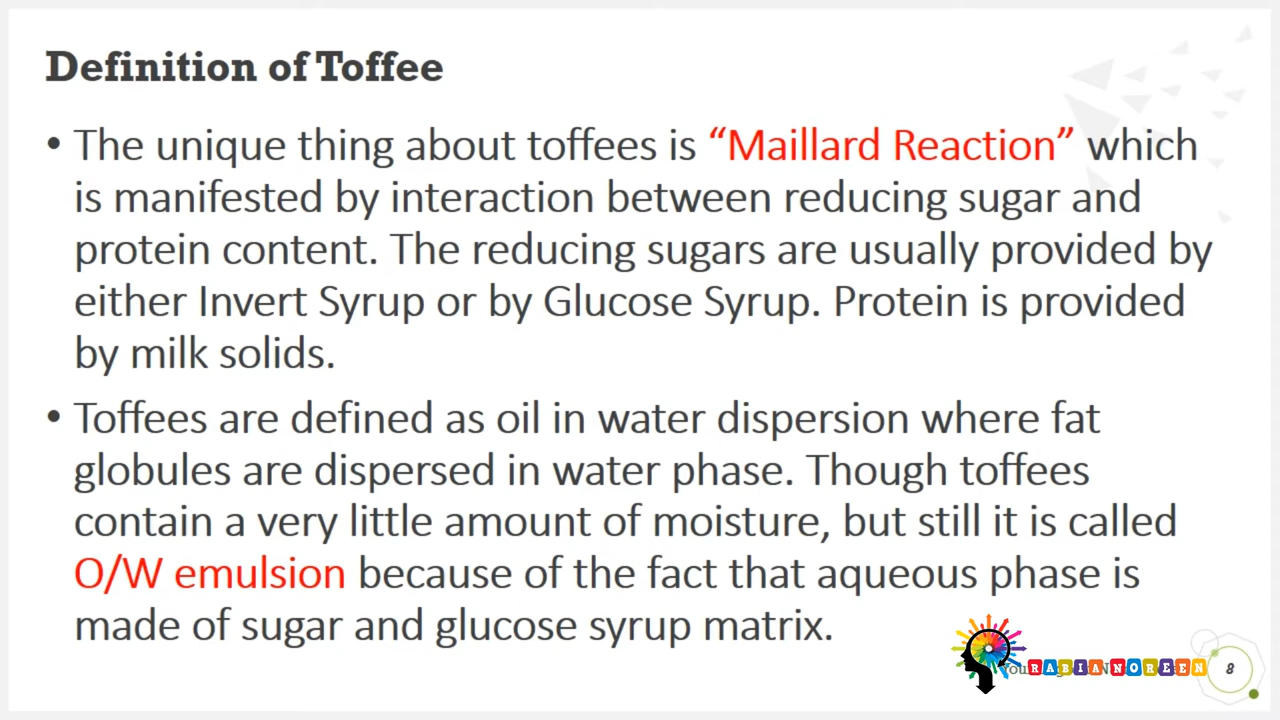 Definition of Toffee
• The unique thing about toffees is “Maillard Reaction” which
is manifested by interaction between reducing sugar and
protein content. The reducing sugars are usually provided by
either Invert Syrup or by Glucose Syrup. Protein is provided
by milk solids.
• Toffees are defined as oil in water dispersion where fat
globules are dispersed in water phase. Though toffees
contain a very little amount of moisture, but still it is called
O/W emulsion because of the fact that aqueous phase is
made of sugar and glucose syrup matrix.
RABIA NOREEN
8